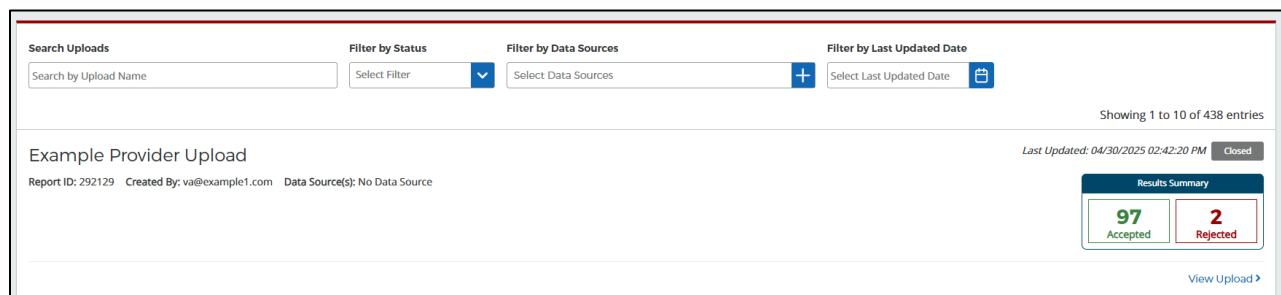 Search Uploads
Filter by Status
Filter by Data Sources
Filter by Last Updated Date
Search by Upload Name
Select Filter
Select Data Sources
Select Last Updated Date
Showing 1 to 10 of 438 entries
Example Provider Upload
Last Updated: 04/30/2025 02:42:20 PM
Closed
Report ID: 292129 Created By: va@example1.com Data Source(s): No Data Source
Results Summary
97
Accepted
2
Rejected
View Upload